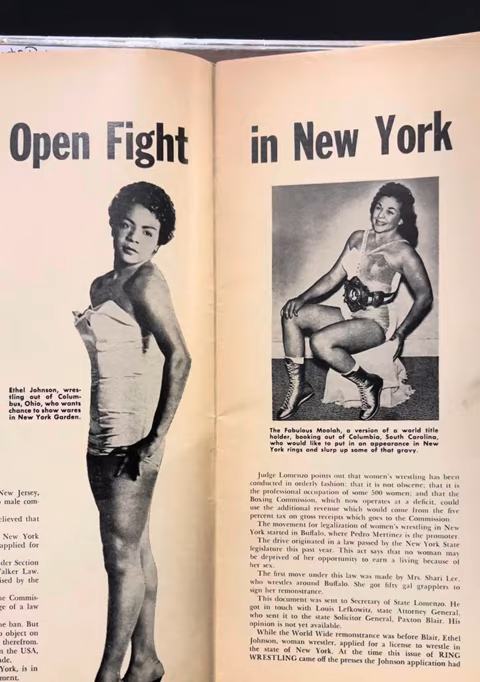 Open Fight
in New York
Ethel Johnson, wres-
tling out of Colum-
bus, Ohio, who wants
chance to show wares
in New York Garden.
New Jersey,
male com-
elieved that
New York
applied for
der Section
Walker Law.
ised by the
he Commis-
ge of a law
he ban. But
o object on
therefrom.
n the USA,
de.
York, is in
ment.
The Fabulous Moolah, a version of a world title
holder, booking out of Columbia, South Carolina,
who would like to put in an appearance in New
York rings and slurp up some of that gravy.
Judge Lomenzo points out that women's wrestling has been
conducted in orderly fashion; that it is not obscene; that it is
the professional occupation of some 500 women; and that the
Boxing Commission, which now operates at a deficit, could
use the additional revenue which would come from the five
percent tax on gross receipts which goes to the Commission.
The movement for legalization of women's wrestling in New
York started in Buffalo, where Pedro Martinez is the promoter.
The drive originated in a law passed by the New York State
legislature this past year. This act says that no woman may
be deprived of her opportunity to earn a living because of
her sex.
The first move under this law was made by Mrs. Shari Lee,
who wrestles around Buffalo. She got fifty gal grapplers to
sign her remonstrance.
This document was sent to Secretary of State Lomenzo. He
got in touch with Louis Lefkowitz, state Attorney General,
who sent it to the state Solicitor General, Paxton Blair. His
opinion is not yet available.
While the World Wide remonstrance was before Blair, Ethel
Johnson, woman wrestler, applied for a license to wrestle in
the state of New York. At the time this issue of RING
WRESTLING came off the presses the Johnson application had